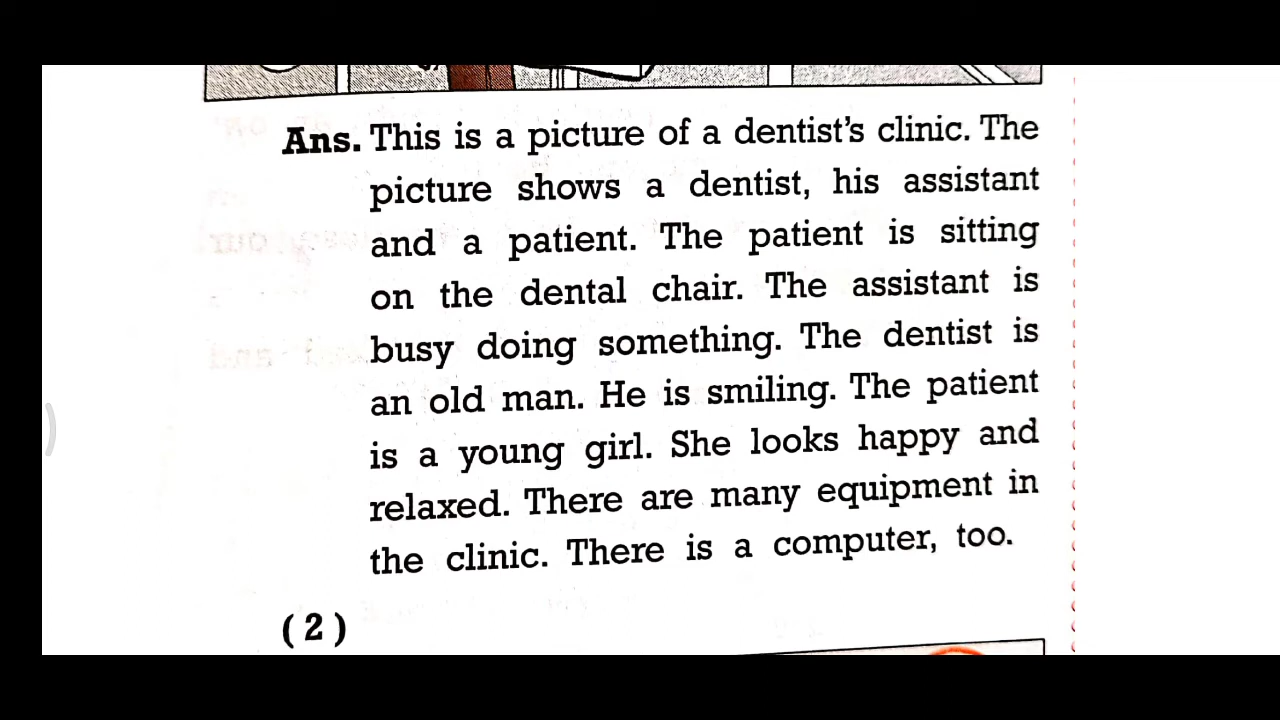 Ans. This is a picture of a dentist's clinic. The
picture shows a dentist, his assistant
and a patient. The patient is sitting
on the dental chair. The assistant is
busy doing something. The dentist is
an old man. He is smiling. The patient
is a young girl. She looks happy and
relaxed. There are many equipment in
the clinic. There is a computer, too.
(2)